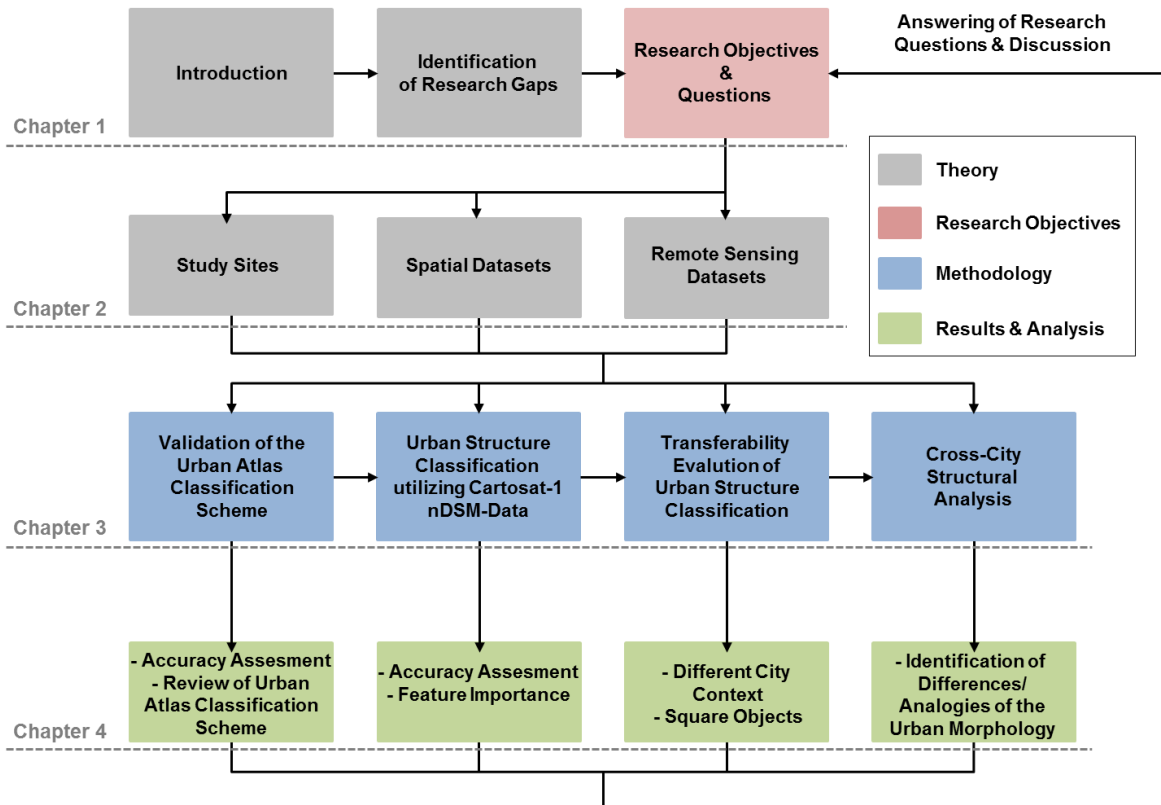 Introduction
Identification
of Research Gaps
Research Objectives
&
Questions
Answering of Research
Questions & Discussion
Chapter 1
Theory
Research Objectives
Methodology
Results & Analysis
Study Sites
Spatial Datasets
Remote Sensing
Datasets
Chapter 2
Validation of the
Urban Atlas
Classification
Scheme
Urban Structure
Classification
utilizing Cartosat-1
nDSM-Data
Transferability
Evalution of
Urban Structure
Classification
Cross-City
Structural
Analysis
Chapter 3
- Accuracy Assesment
- Review of Urban
Atlas Classification
Scheme
- Accuracy Assesment
- Feature Importance
- Different City
Context
- Square Objects
- Identification of
Differences/
Analogies of the
Urban Morphology
Chapter 4